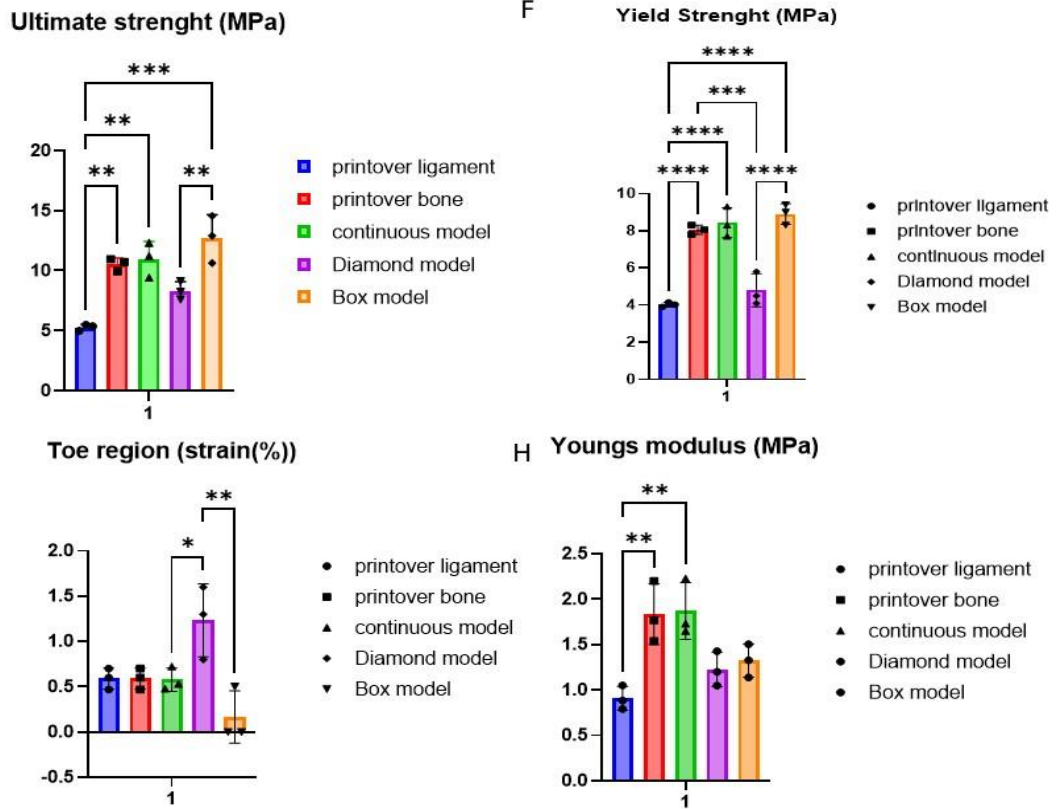 Ultimate strenght (MPa)
***
**
**
**
20
15
10
5
0
1
printover ligament
printover bone
continuous model
Diamond model
Box model
F
Yield Strenght (MPa)
****
***
****
****
****
10
8
6
4
2
0
1
printover ligament
printover bone
continuous model
Diamond model
Box model
Toe region (strain(%))
**
*
2.0
1.5
1.0
0.5
0.0
-0.5
1
printover ligament
printover bone
continuous model
Diamond model
Box model
H
Youngs modulus (MPa)
**
**
2.5
2.0
1.5
1.0
0.5
0.0
1
printover ligament
printover bone
continuous model
Diamond model
Box model